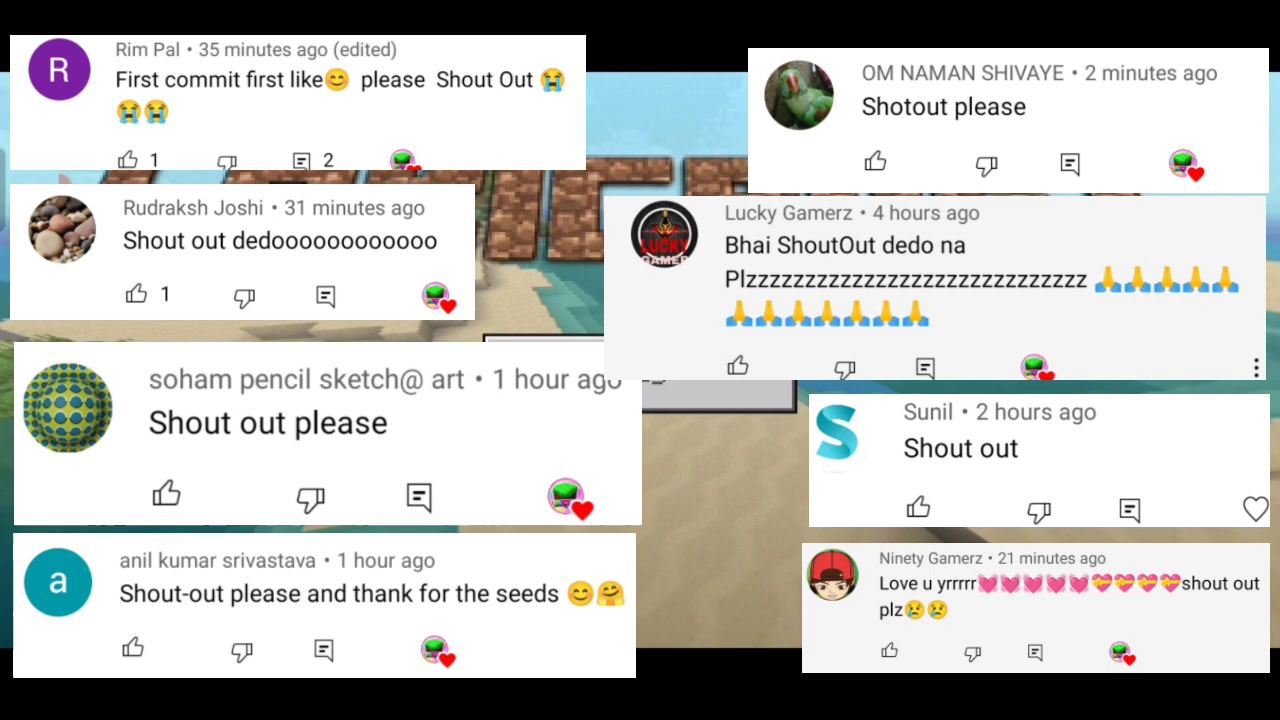 Rim Pal • 35 minutes ago (edited)
First commit first like😊 please Shout Out 😭
😭😭
1
2
Rudraksh Joshi • 31 minutes ago
Shout out dedoooooooooooo
1
soham pencil sketch@ art • 1 hour ago
Shout out please
anil kumar srivastava • 1 hour ago
Shout-out please and thank for the seeds 😊🤗
OM NAMAN SHIVAYE • 2 minutes ago
Shotout please
Lucky Gamerz • 4 hours ago
Bhai ShoutOut dedo na
Plzzzzzzzzzzzzzzzzzzzzzzzzzzzz 🙏🙏🙏🙏🙏
🙏🙏🙏🙏🙏🙏🙏
LUCKY
GAMER
Sunil • 2 hours ago
Shout out
Ninety Gamerz • 21 minutes ago
Love u yrrrrr💓💓💓💓💓💝💝💝💝shout out
plz😢😢
R
a
S